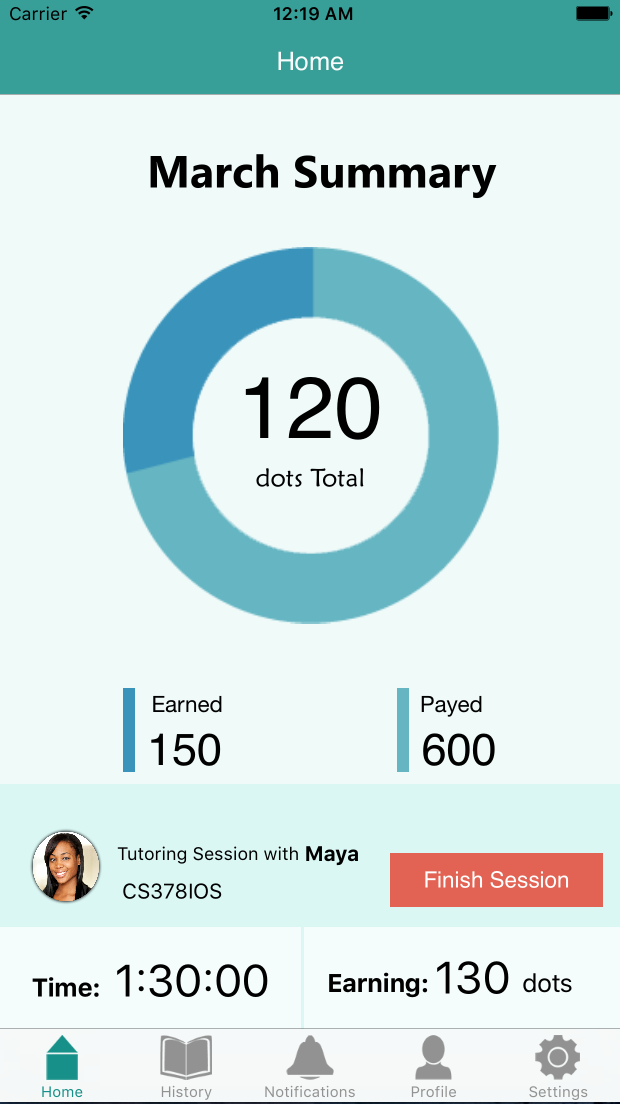 Carrier 12:19 AM
Home
March Summary
120
dots Total
Earned
150
Payed
600
Tutoring Session with Maya
CS378IOS
Finish Session
Time: 1:30:00
Earning: 130 dots
Home History Notifications Profile Settings